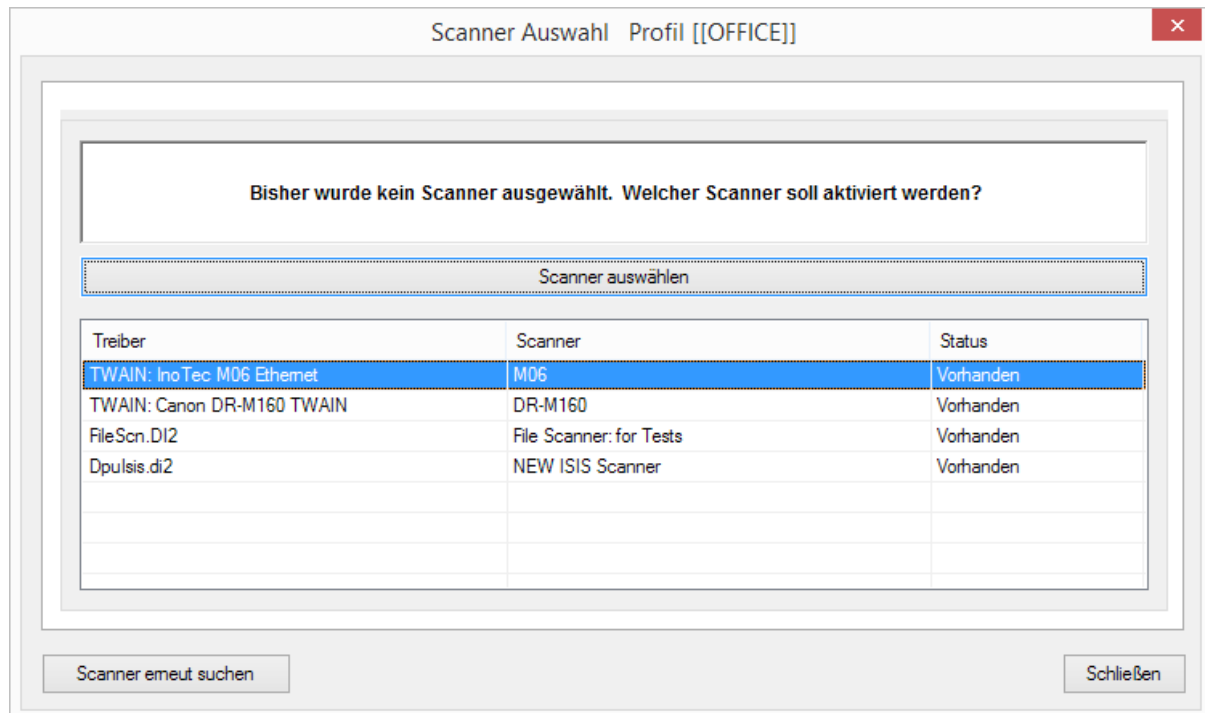 Scanner Auswahl Profil [[OFFICE]]
Bisher wurde kein Scanner ausgewählt. Welcher Scanner soll aktiviert werden?
Scanner auswählen
Treiber Scanner Status
TWAIN: InoTec M06 Ethernet M06 Vorhanden
TWAIN: Canon DR-M160 TWAIN DR-M160 Vorhanden
FileScn.DI2 File Scanner: for Tests Vorhanden
Dpulsis.di2 NEW ISIS Scanner Vorhanden
Scanner erneut suchen Schließen